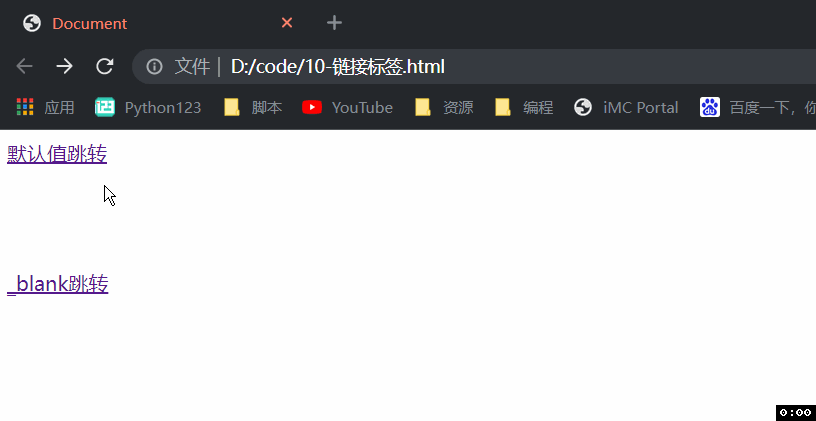 Document
文件 | D:/code/10-链接标签.html
应用 Python123 脚本 YouTube 资源 编程 iMC Portal 百度一下，你
默认值跳转
_blank跳转
0:00